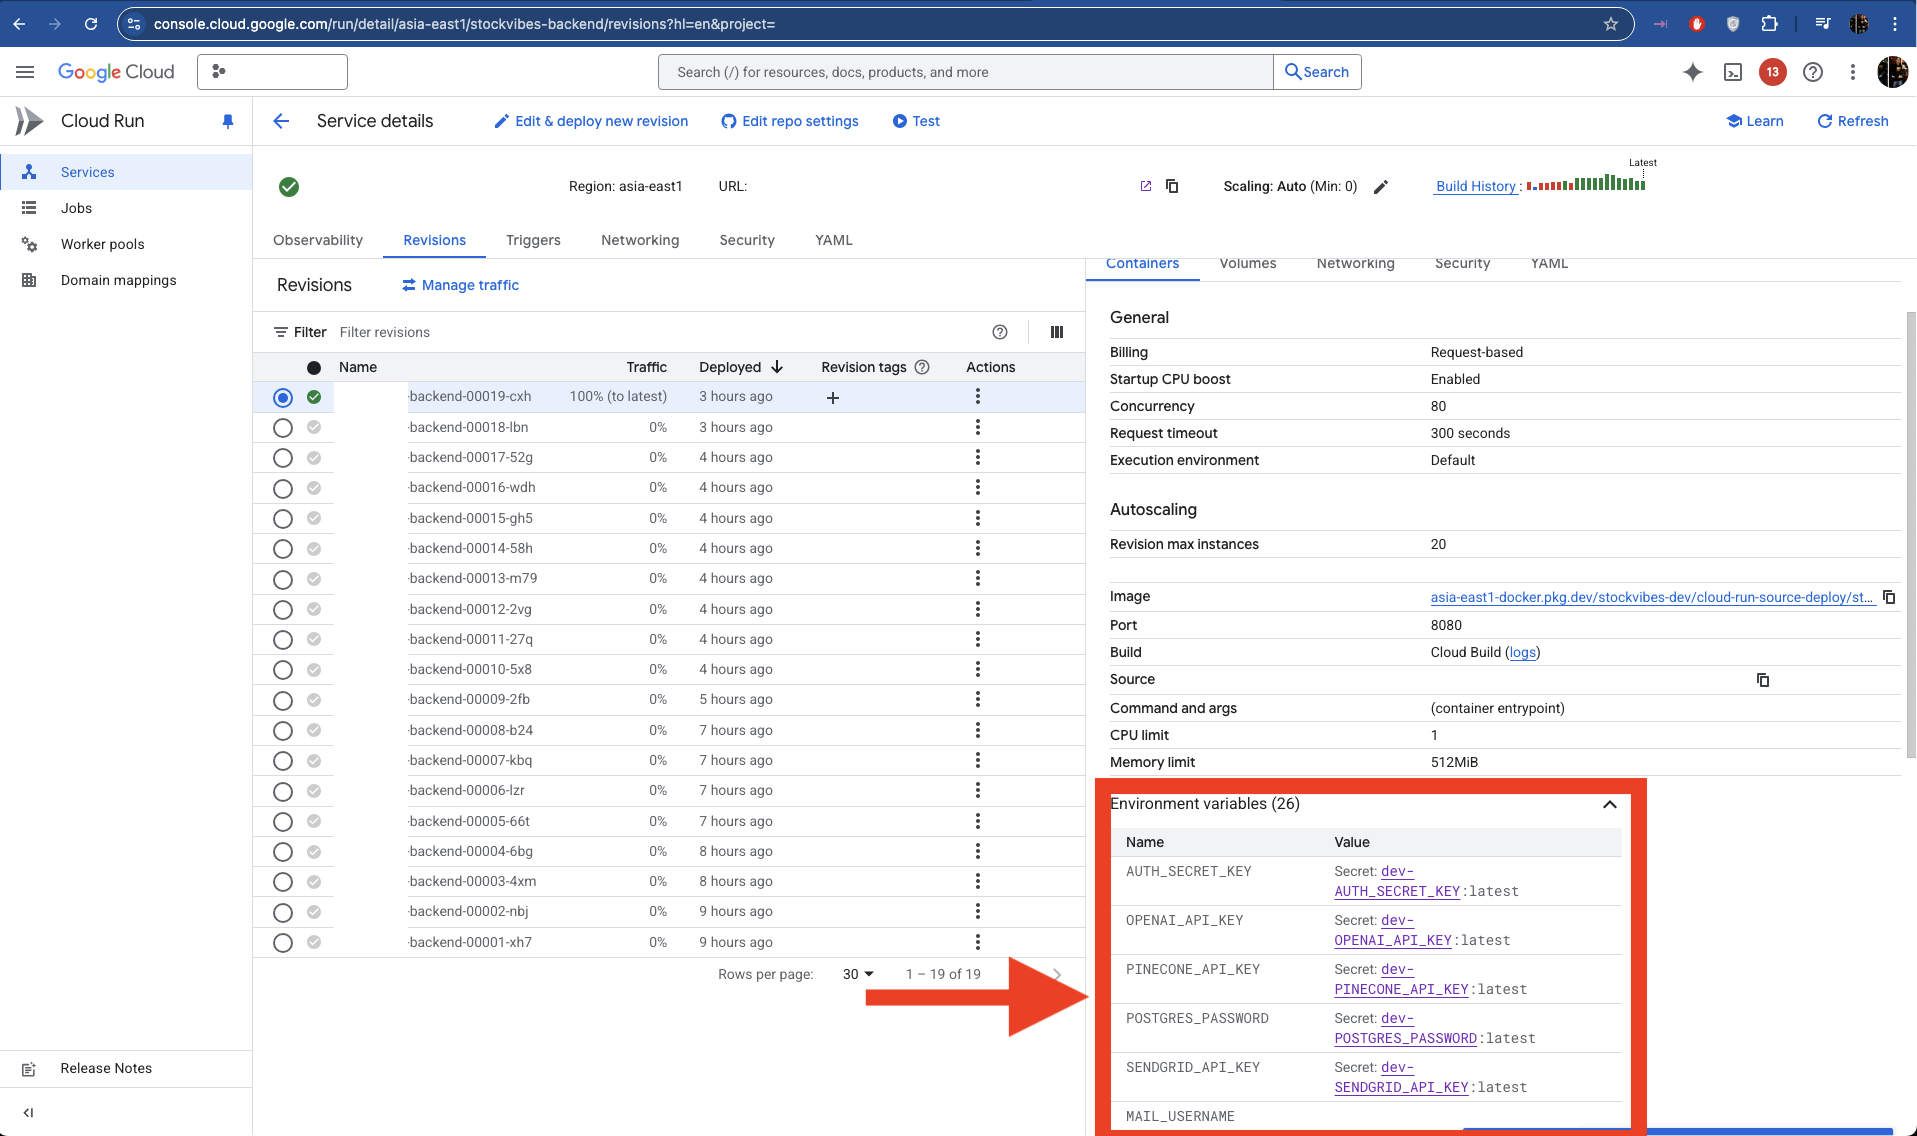 console.cloud.google.com/run/detail/asia-east1/stockvibes-backend/revisions?hl=en&project=
Google Cloud
Search (/) for resources, docs, products, and more
Search
13
Cloud Run
Service details
Edit & deploy new revision
Edit repo settings
Test
Learn
Refresh
Services
Jobs
Worker pools
Domain mappings
Release Notes
Region: asia-east1
URL:
Scaling: Auto (Min: 0)
Build History :
Latest
Observability
Revisions
Triggers
Networking
Security
YAML
Revisions
Manage traffic
Filter
Filter revisions
Name Traffic Deployed Revision tags Actions
-backend-00019-cxh 100% (to latest) 3 hours ago
-backend-00018-lbn 0% 3 hours ago
-backend-00017-52g 0% 4 hours ago
-backend-00016-wdh 0% 4 hours ago
-backend-00015-gh5 0% 4 hours ago
-backend-00014-58h 0% 4 hours ago
-backend-00013-m79 0% 4 hours ago
-backend-00012-2vg 0% 4 hours ago
-backend-00011-27q 0% 4 hours ago
-backend-00010-5x8 0% 4 hours ago
-backend-00009-2fb 0% 5 hours ago
-backend-00008-b24 0% 7 hours ago
-backend-00007-kbq 0% 7 hours ago
-backend-00006-lzr 0% 7 hours ago
-backend-00005-66t 0% 7 hours ago
-backend-00004-6bg 0% 8 hours ago
-backend-00003-4xm 0% 8 hours ago
-backend-00002-nbj 0% 9 hours ago
-backend-00001-xh7 0% 9 hours ago
Rows per page: 30 1 – 19 of 19
Containers
Volumes
Networking
Security
YAML
General
Billing Request-based
Startup CPU boost Enabled
Concurrency 80
Request timeout 300 seconds
Execution environment Default
Autoscaling
Revision max instances 20
Image asia-east1-docker.pkg.dev/stockvibes-dev/cloud-run-source-deploy/st...
Port 8080
Build Cloud Build (logs)
Source
Command and args (container entrypoint)
CPU limit 1
Memory limit 512MiB
Environment variables (26)
Name Value
AUTH_SECRET_KEY Secret: dev-
AUTH_SECRET_KEY:latest
OPENAI_API_KEY Secret: dev-
OPENAI_API_KEY:latest
PINECONE_API_KEY Secret: dev-
PINECONE_API_KEY:latest
POSTGRES_PASSWORD Secret: dev-
POSTGRES_PASSWORD:latest
SENDGRID_API_KEY Secret: dev-
SENDGRID_API_KEY:latest
MAIL_USERNAME